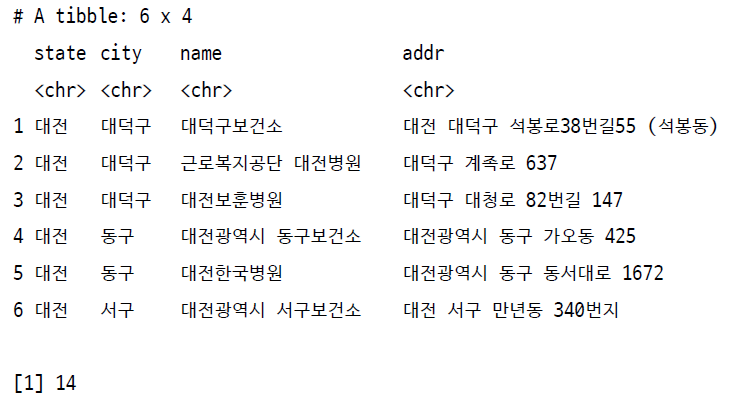 # A tibble: 6 x 4
state city name addr
<chr> <chr> <chr> <chr>
1 대전 대덕구 대덕구보건소 대전 대덕구 석봉로38번길55 (석봉동)
2 대전 대덕구 근로복지공단 대전병원 대덕구 계족로 637
3 대전 대덕구 대전보훈병원 대덕구 대청로 82번길 147
4 대전 동구 대전광역시 동구보건소 대전광역시 동구 가오동 425
5 대전 동구 대전한국병원 대전광역시 동구 동서대로 1672
6 대전 서구 대전광역시 서구보건소 대전 서구 만년동 340번지
[1] 14